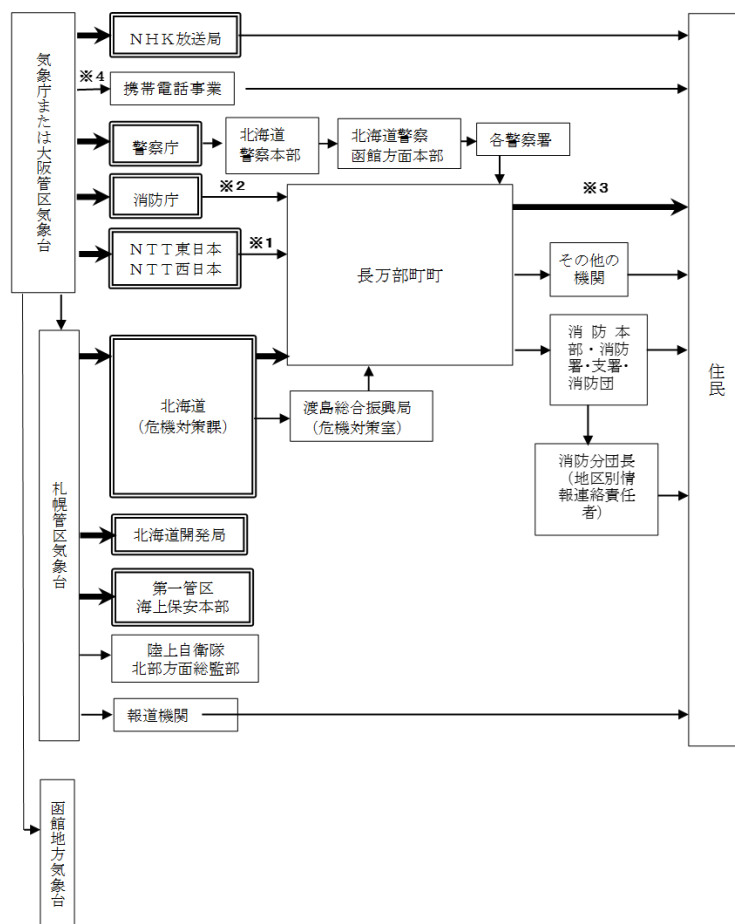 気象庁または大阪管区気象台
NHK放送局
※4
携帯電話事業
警察庁
北海道
警察本部
北海道警察
函館方面本部
各警察署
消防庁
※2
※3
NTT東日本
NTT西日本
※1
長万部町町
その他の
機関
消防本
部・消防
署・支署・
消防団
住民
北海道
(危機対策課)
渡島総合振興局
(危機対策室)
消防分団長
(地区別情
報連絡責任
者)
札幌管区気象台
北海道開発局
第一管区
海上保安本部
陸上自衛隊
北部方面総監部
報道機関
函館地方気象台